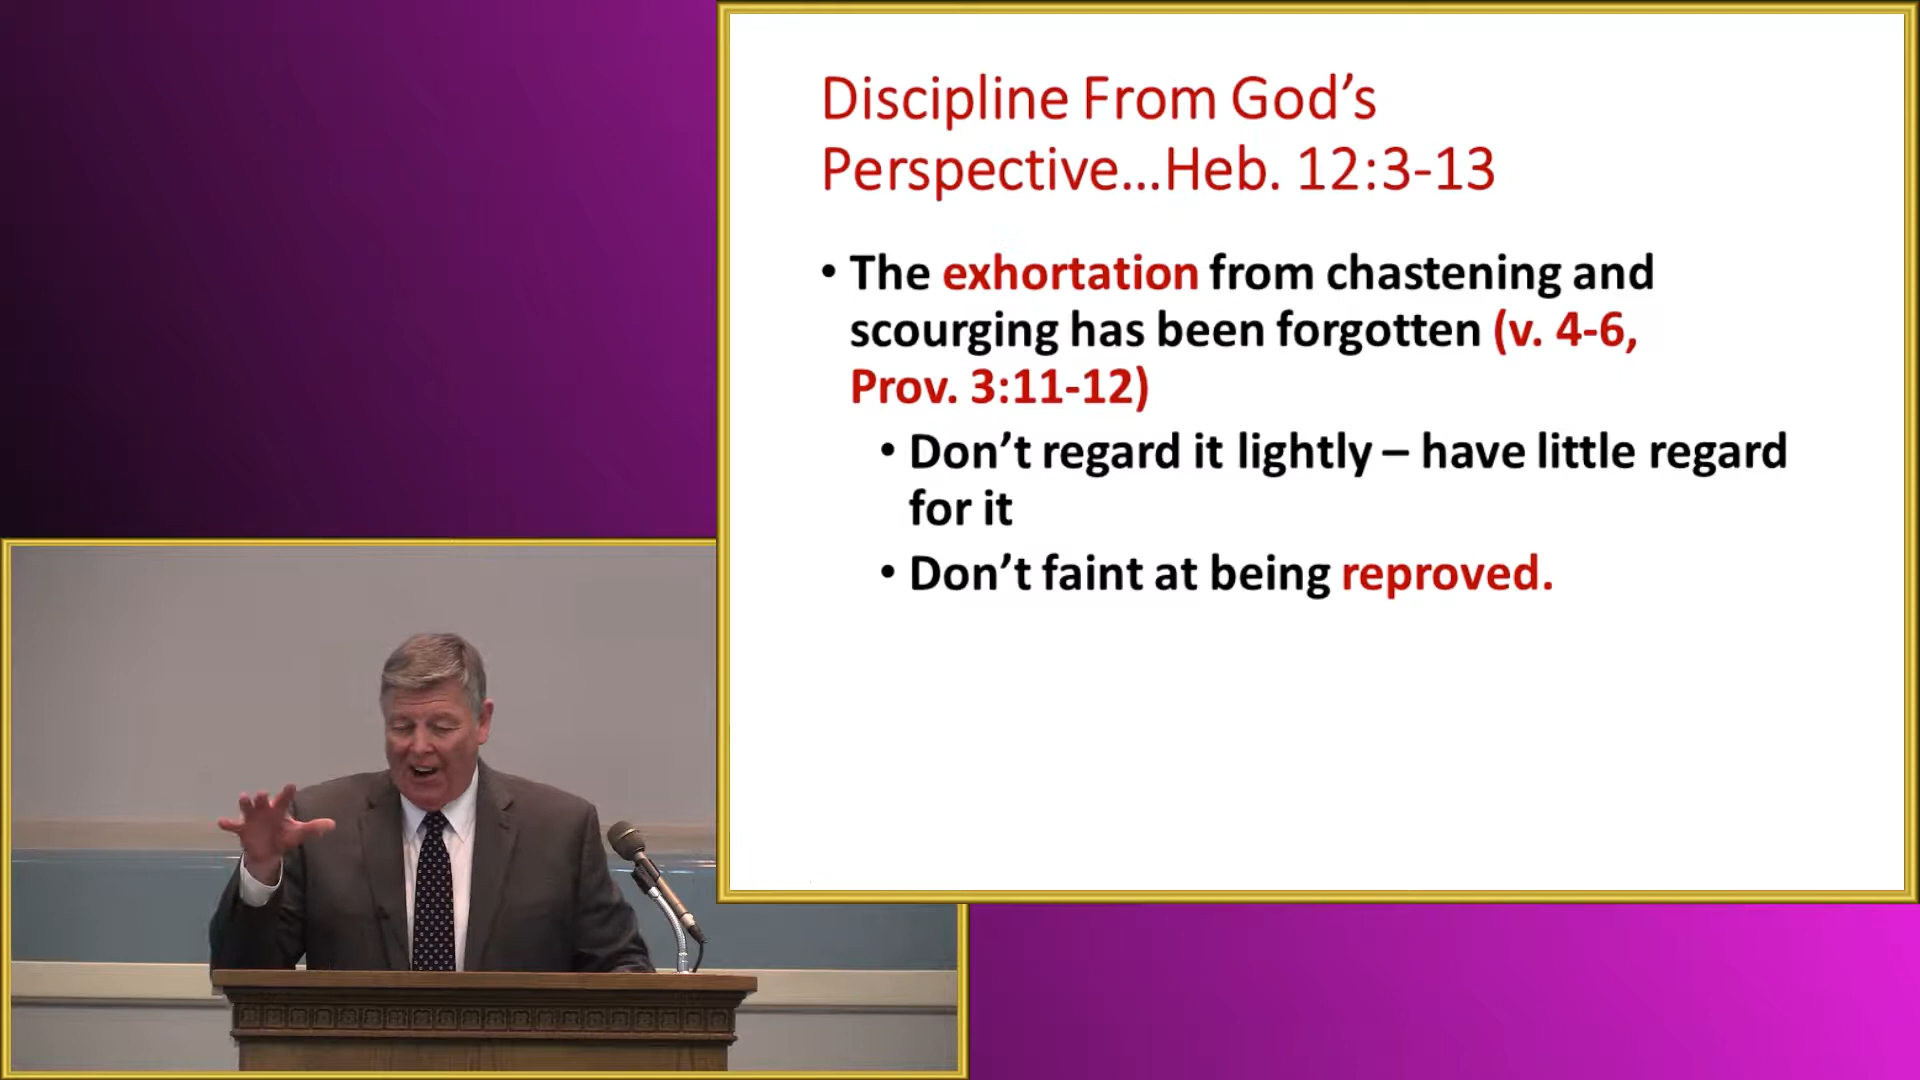 Discipline From God’s
Perspective...Heb. 12:3-13
• The exhortation from chastening and
scourging has been forgotten (v. 4-6,
Prov. 3:11-12)
• Don’t regard it lightly – have little regard
for it
• Don’t faint at being reproved.